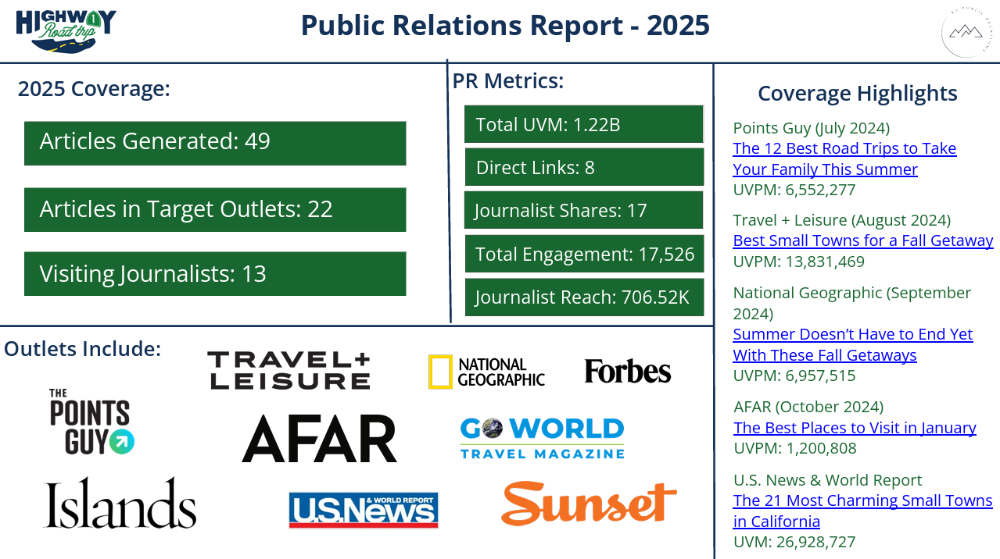 HIGHWAY
1
Road trip
Public Relations Report - 2025
KJ PUBLIC RELATIONS
2025 Coverage:
Articles Generated: 49
Articles in Target Outlets: 22
Visiting Journalists: 13
PR Metrics:
Total UVM: 1.22B
Direct Links: 8
Journalist Shares: 17
Total Engagement: 17,526
Journalist Reach: 706.52K
Outlets Include:
TRAVEL+
LEISURE
NATIONAL
GEOGRAPHIC
Forbes
THE
POINTS
GUY
AFAR
GO WORLD
TRAVEL MAGAZINE
Islands
U.S.News
& WORLD REPORT
Sunset
Coverage Highlights
Points Guy (July 2024)
The 12 Best Road Trips to Take
Your Family This Summer
UVPM: 6,552,277
Travel + Leisure (August 2024)
Best Small Towns for a Fall Getaway
UVPM: 13,831,469
National Geographic (September
2024)
Summer Doesn’t Have to End Yet
With These Fall Getaways
UVPM: 6,957,515
AFAR (October 2024)
The Best Places to Visit in January
UVPM: 1,200,808
U.S. News & World Report
The 21 Most Charming Small Towns
in California
UVM: 26,928,727